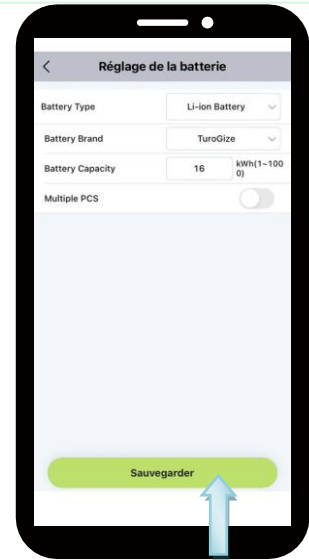 Réglage de la batterie
Battery Type Li-ion Battery
Battery Brand TuroGize
Battery Capacity 16 kWh(1~100
0)
Multiple PCS
Sauvegarder